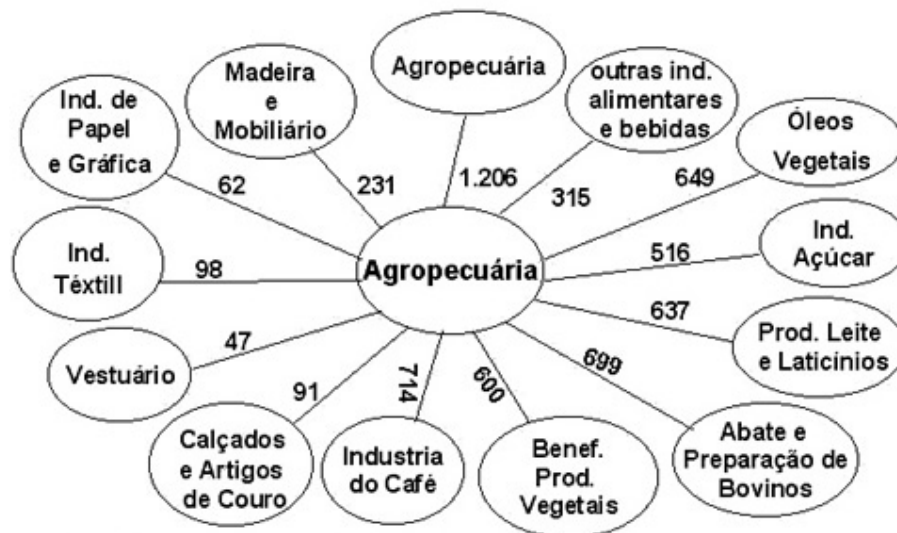 Agropecuária
1.206
outras ind.
alimentares
e bebidas
315
Óleos
Vegetais
649
Ind.
Açúcar
516
Prod. Leite
e Laticínios
637
Abate e
Preparação de
Bovinos
699
Benef.
Prod.
Vegetais
600
Industria
do Café
714
Calçados
e Artigos
de Couro
91
Vestuário
47
Ind.
Têxtill
98
Ind. de
Papel
e Gráfica
62
Madeira
e
Mobiliário
231
Agropecuária